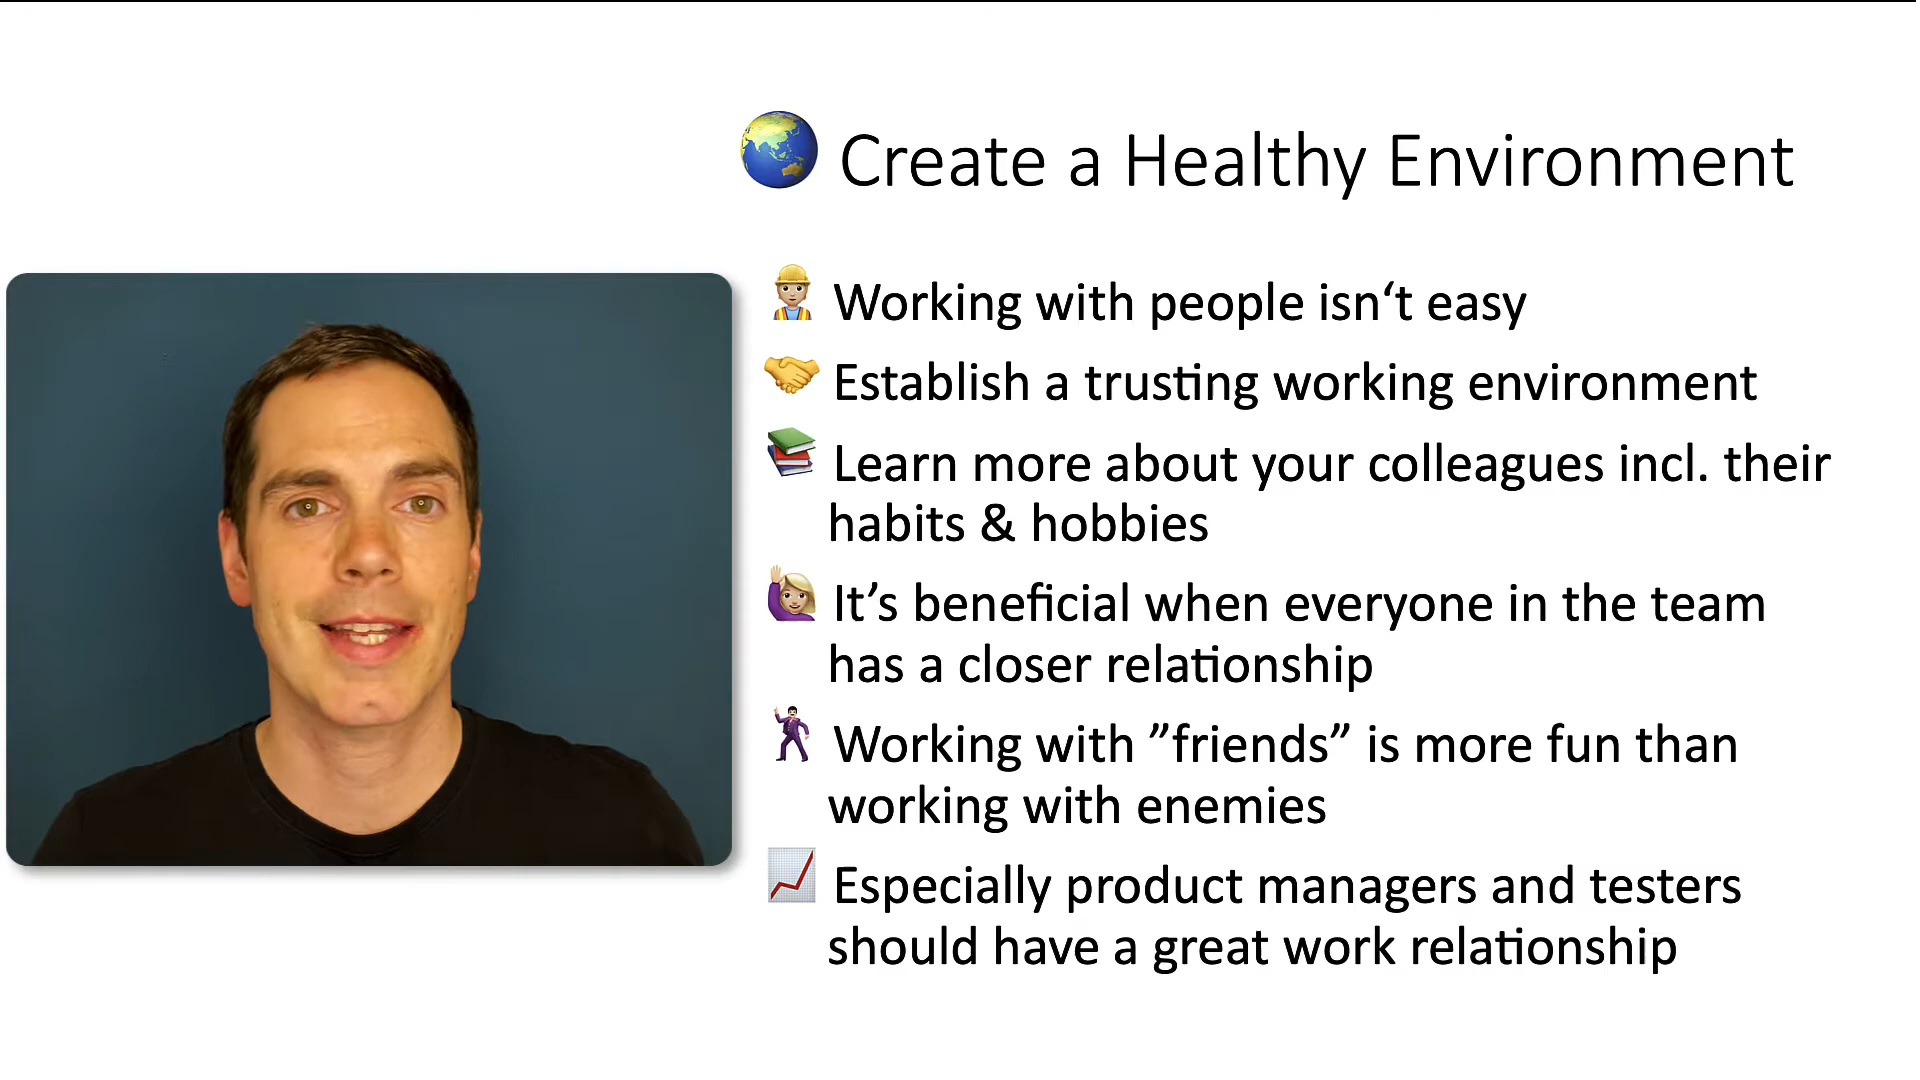 Create a Healthy Environment
Working with people isn‘t easy
Establish a trusting working environment
Learn more about your colleagues incl. their
habits & hobbies
It’s beneficial when everyone in the team
has a closer relationship
Working with ”friends” is more fun than
working with enemies
Especially product managers and testers
should have a great work relationship